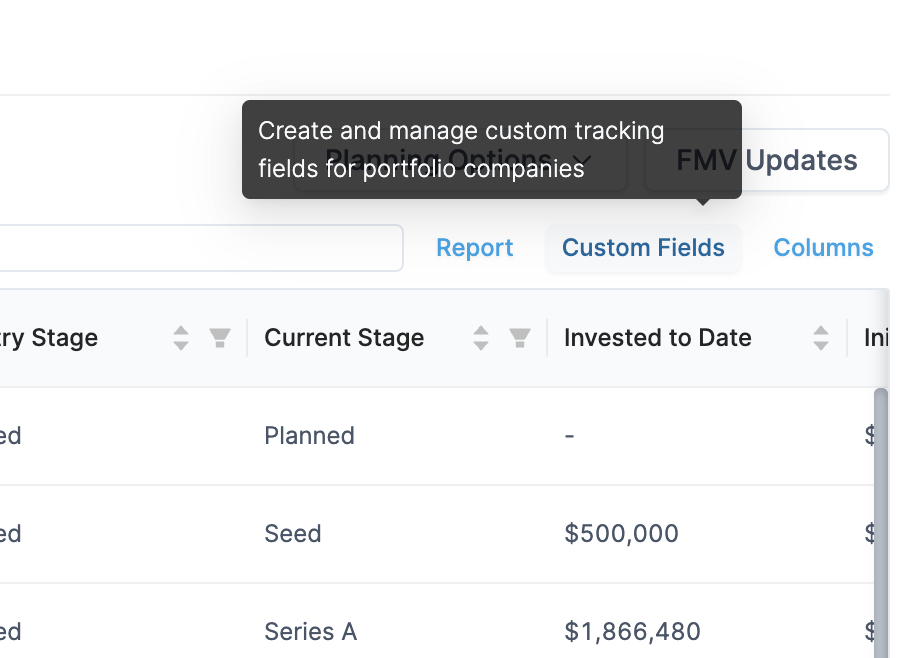 Create and manage custom tracking
fields for portfolio companies
Planning Options
FMV Updates
Report
Custom Fields
Columns
ry Stage
Current Stage
Invested to Date
Ini
ed
Planned
-
$
ed
Seed
$500,000
$
ed
Series A
$1,866,480
$